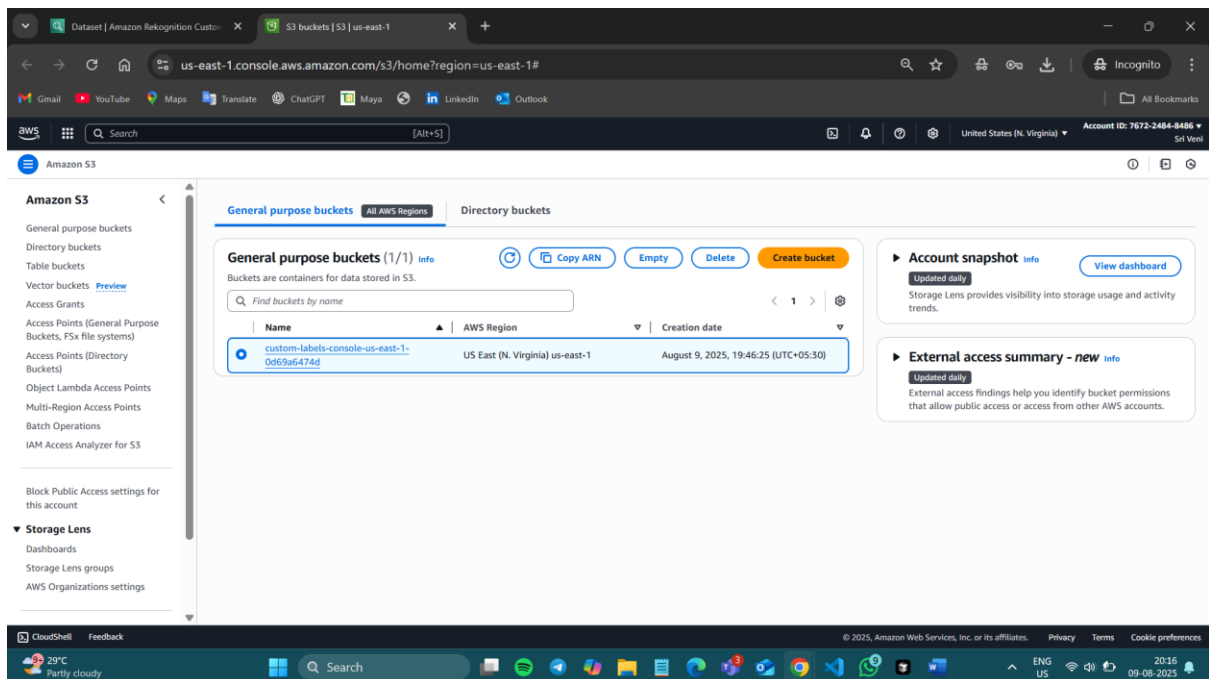 Dataset | Amazon Rekognition Custon
S3 buckets | S3 | us-east-1
us-east-1.console.aws.amazon.com/s3/home?region=us-east-1#
Incognito
Gmail
YouTube
Maps
Translate
ChatGPT
Maya
LinkedIn
Outlook
All Bookmarks
aws
Search
[Alt+S]
United States (N. Virginia)
Account ID: 7672-2484-8486
Sri Veni
Amazon S3
Amazon S3
General purpose buckets
Directory buckets
Table buckets
Vector buckets Preview
Access Grants
Access Points (General Purpose
Buckets, FSx file systems)
Access Points (Directory
Buckets)
Object Lambda Access Points
Multi-Region Access Points
Batch Operations
IAM Access Analyzer for S3
Block Public Access settings for
this account
Storage Lens
Dashboards
Storage Lens groups
AWS Organizations settings
General purpose buckets All AWS Regions
Directory buckets
General purpose buckets (1/1) Info
Copy ARN
Empty
Delete
Create bucket
Buckets are containers for data stored in S3.
Find buckets by name
1
Name
AWS Region
Creation date
custom-labels-console-us-east-1-
0d69a6474d
US East (N. Virginia) us-east-1
August 9, 2025, 19:46:25 (UTC+05:30)
Account snapshot Info
View dashboard
Updated daily
Storage Lens provides visibility into storage usage and activity
trends.
External access summary - new Info
Updated daily
External access findings help you identify bucket permissions
that allow public access or access from other AWS accounts.
CloudShell
Feedback
© 2025, Amazon Web Services, Inc. or its affiliates.
Privacy
Terms
Cookie preferences
9+
29°C
Partly cloudy
Search
ENG
US
20:16
09-08-2025